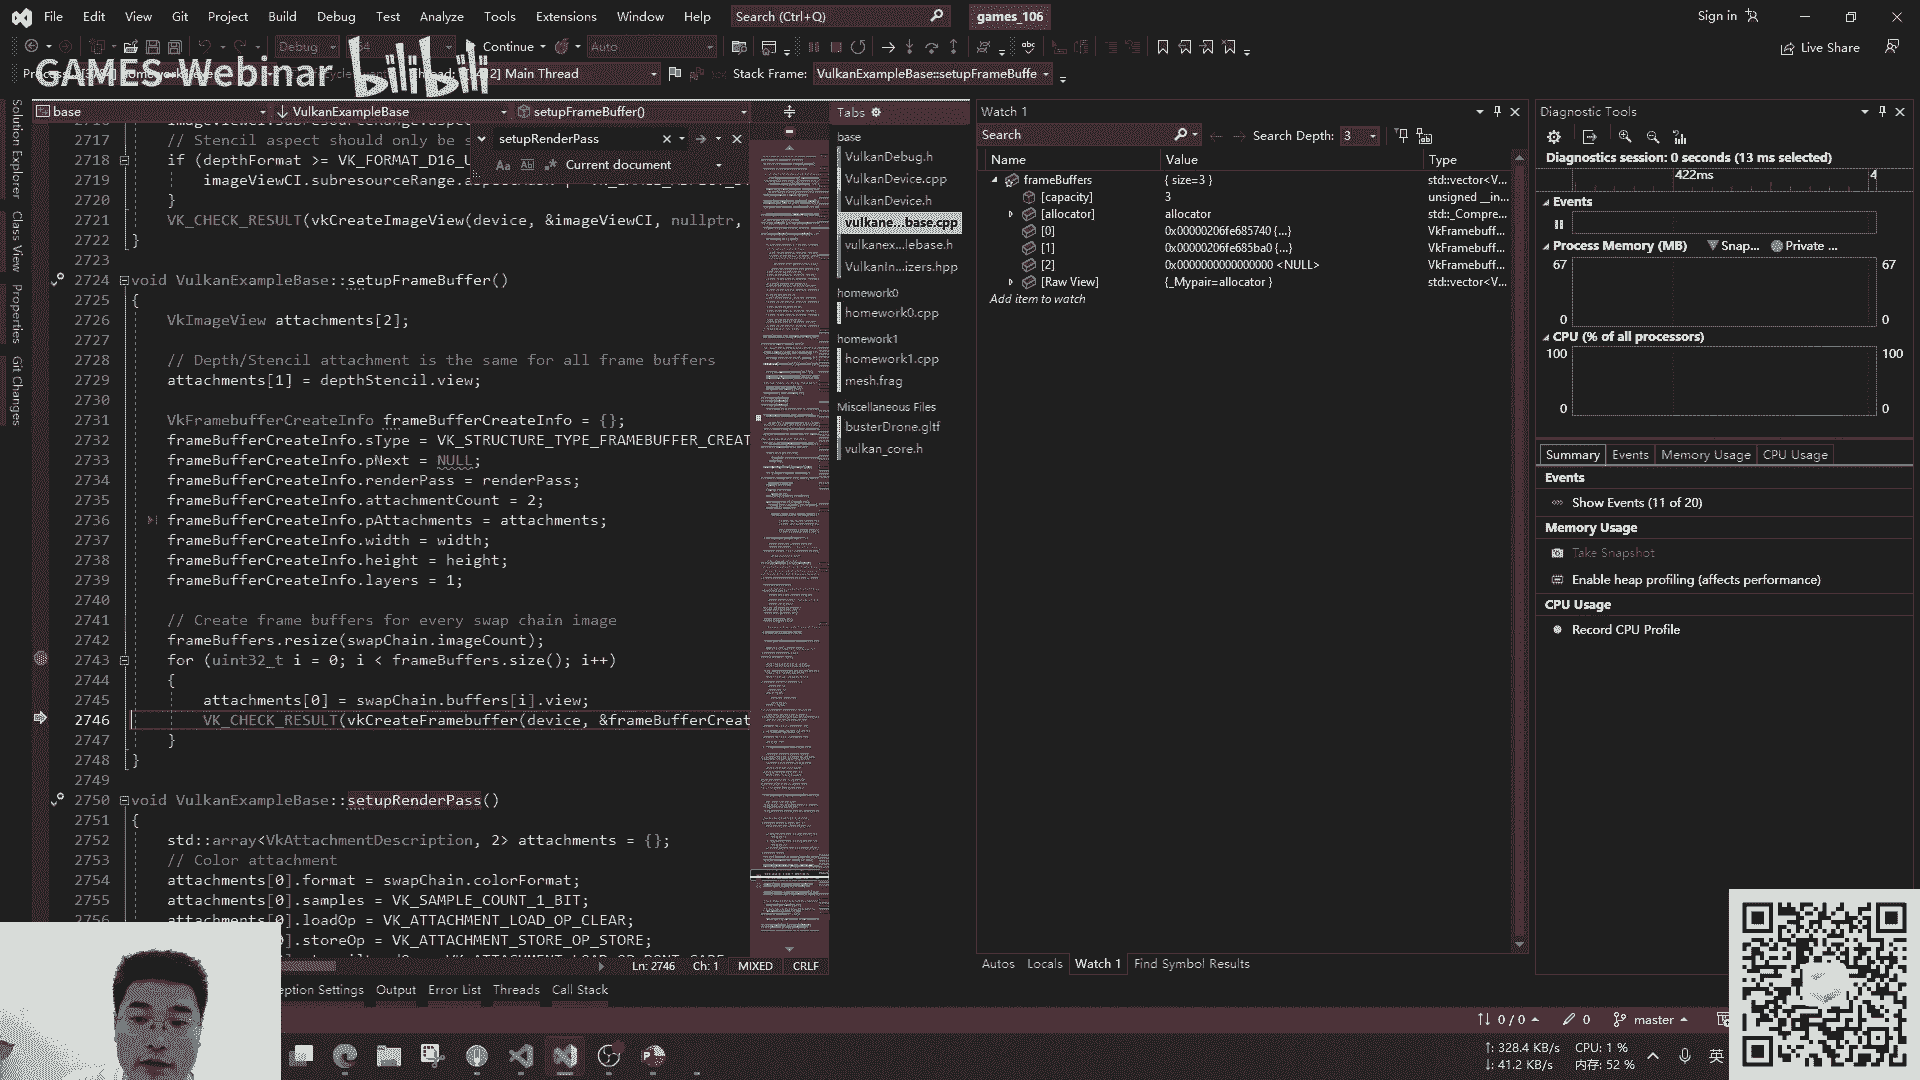 File Edit View Git Project Build Debug Test Analyze Tools Extensions Window Help Search (Ctrl+Q) games_106 Sign in
Debug Continue Auto Live Share
GAMES-Webinar bilibili
Main Thread Stack Frame: VulkanExampleBase::setupFrameBuffe
base VulkanExampleBase setupFrameBuffer()
setupRenderPass
Aa Current document
Solution Explorer
Class View
Properties
Git Changes
2717 // Stencil aspect should only be s
2718 if (depthFormat >= VK_FORMAT_D16_U
2719 imageViewCI.subresourceRange.
2720 }
2721 VK_CHECK_RESULT(vkCreateImageView(device, &imageViewCI, nullptr,
2722 }
2723
2724 void VulkanExampleBase::setupFrameBuffer()
2725 {
2726 VkImageView attachments[2];
2727
2728 // Depth/Stencil attachment is the same for all frame buffers
2729 attachments[1] = depthStencil.view;
2730
2731 VkFramebufferCreateInfo frameBufferCreateInfo = {};
2732 frameBufferCreateInfo.sType = VK_STRUCTURE_TYPE_FRAMEBUFFER_CREAT
2733 frameBufferCreateInfo.pNext = NULL;
2734 frameBufferCreateInfo.renderPass = renderPass;
2735 frameBufferCreateInfo.attachmentCount = 2;
2736 frameBufferCreateInfo.pAttachments = attachments;
2737 frameBufferCreateInfo.width = width;
2738 frameBufferCreateInfo.height = height;
2739 frameBufferCreateInfo.layers = 1;
2740
2741 // Create frame buffers for every swap chain image
2742 frameBuffers.resize(swapChain.imageCount);
2743 for (uint32_t i = 0; i < frameBuffers.size(); i++)
2744 {
2745 attachments[0] = swapChain.buffers[i].view;
2746 VK_CHECK_RESULT(vkCreateFramebuffer(device, &frameBufferCreat
2747 }
2748 }
2749
2750 void VulkanExampleBase::setupRenderPass()
2751 {
2752 std::array<VkAttachmentDescription, 2> attachments = {};
2753 // Color attachment
2754 attachments[0].format = swapChain.colorFormat;
2755 attachments[0].samples = VK_SAMPLE_COUNT_1_BIT;
2756 attachments[0].loadOp = VK_ATTACHMENT_LOAD_OP_CLEAR;
0].storeOp = VK_ATTACHMENT_STORE_OP_STORE;
Ln: 2746 Ch: 1 MIXED CRLF
Tabs
base
VulkanDebug.h
VulkanDevice.cpp
VulkanDevice.h
vulkane...base.cpp
vulkanex...lebase.h
VulkanIn...izers.hpp
homework0
homework0.cpp
homework1
homework1.cpp
mesh.frag
Miscellaneous Files
busterDrone.gltf
vulkan_core.h
Watch 1
Search Search Depth: 3
Name Value Type
frameBuffers { size=3 } std::vector<V...
[capacity] 3 unsigned __in...
[allocator] allocator std::_Compre...
[0] 0x00000206fe685740 {...} VkFramebuff...
[1] 0x00000206fe685ba0 {...} VkFramebuff...
[2] 0x0000000000000000 <NULL> VkFramebuff...
[Raw View] {_Mypair=allocator } std::vector<V...
Add item to watch
Autos Locals Watch 1 Find Symbol Results
Diagnostic Tools
Diagnostics session: 0 seconds (13 ms selected)
422ms 4
Events
Process Memory (MB) Snap... Private ...
67 67
0 0
CPU (% of all processors)
100 100
0 0
Summary Events Memory Usage CPU Usage
Events
Show Events (11 of 20)
Memory Usage
Take Snapshot
Enable heap profiling (affects performance)
CPU Usage
Record CPU Profile
eption Settings Output Error List Threads Call Stack
0 / 0 0 master
↑: 328.4 KB/s CPU: 1 %
↓: 41.2 KB/s 内存: 52 %
英